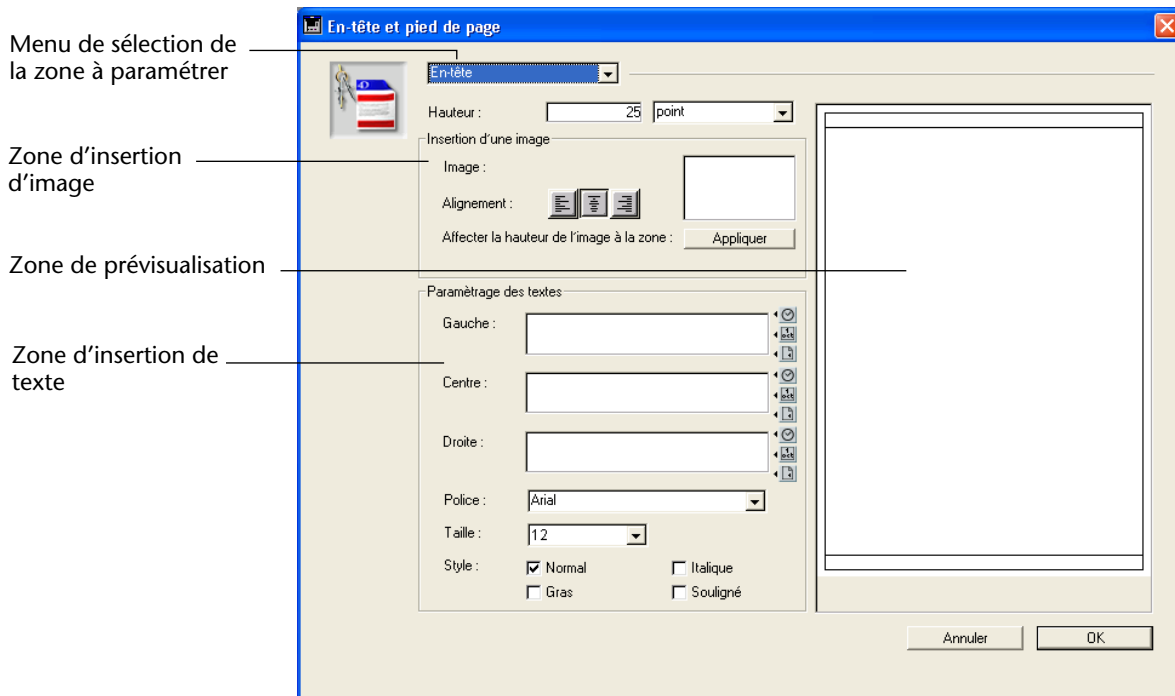 En-tête et pied de page
Menu de sélection de
la zone à paramétrer
En-tête
Hauteur :
25
point
Insertion d'une image
Zone d'insertion
d'image
Image :
Alignement :
Affecter la hauteur de l'image à la zone :
Appliquer
Zone de prévisualisation
Paramètrage des textes
Gauche :
Zone d'insertion de
texte
Centre :
Droite :
Police :
Arial
Taille :
12
Style :
Normal
Italique
Gras
Souligné
Annuler
OK